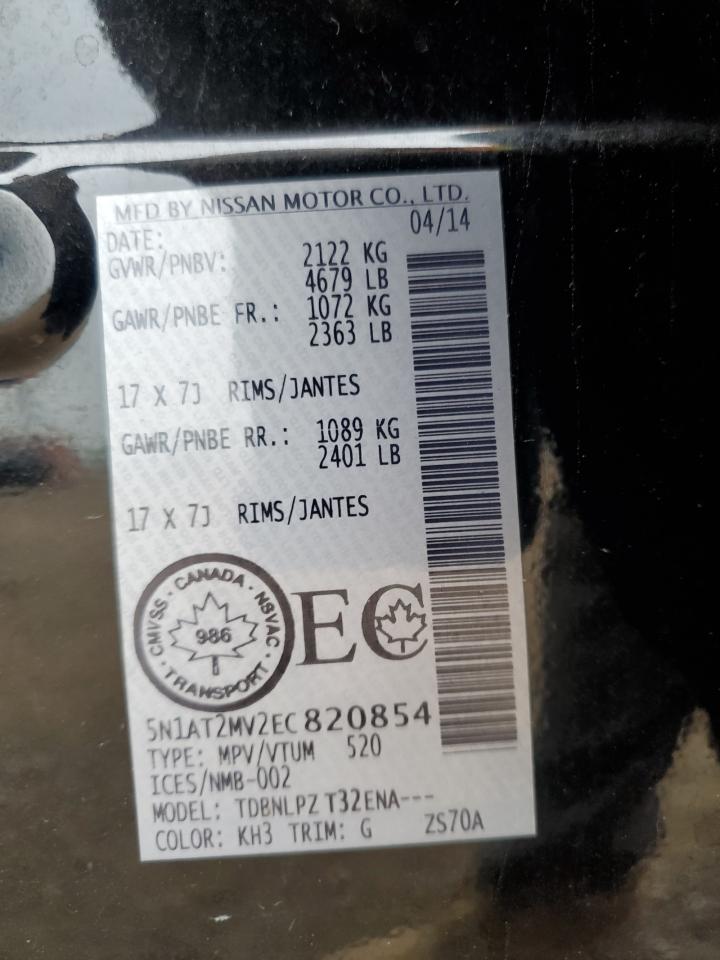 MFD BY NISSAN MOTOR CO., LTD.
DATE: 04/14
GVWR/PNBV: 2122 KG
4679 LB
GAWR/PNBE FR.: 1072 KG
2363 LB
17 X 7J RIMS/JANTES
GAWR/PNBE RR.: 1089 KG
2401 LB
17 X 7J RIMS/JANTES
CMVSS · CANADA · NSVAC · TRANSPORT ·
986
EC
5N1AT2MV2EC820854
TYPE: MPV/VTUM 520
ICES/NMB-002
MODEL: TDBNLPZ T32ENA---
COLOR: KH3 TRIM: G ZS70A